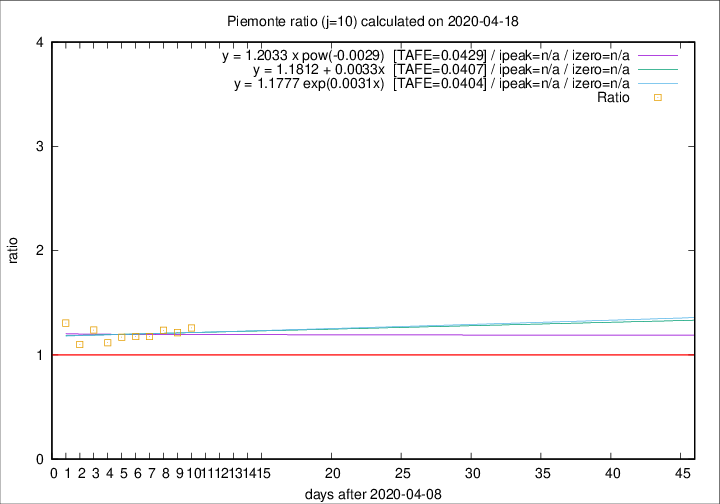 Piemonte ratio (j=10) calculated on 2020-04-18
y = 1.2033 x pow(-0.0029) [TAFE=0.0429] / ipeak=n/a / izero=n/a
y = 1.1812 + 0.0033x [TAFE=0.0407] / ipeak=n/a / izero=n/a
y = 1.1777 exp(0.0031x) [TAFE=0.0404] / ipeak=n/a / izero=n/a
Ratio
4
3
2
1
0
ratio
0 1 2 3 4 5 6 7 8 9 10 11 12 13 14 15 20 25 30 35 40 45
days after 2020-04-08